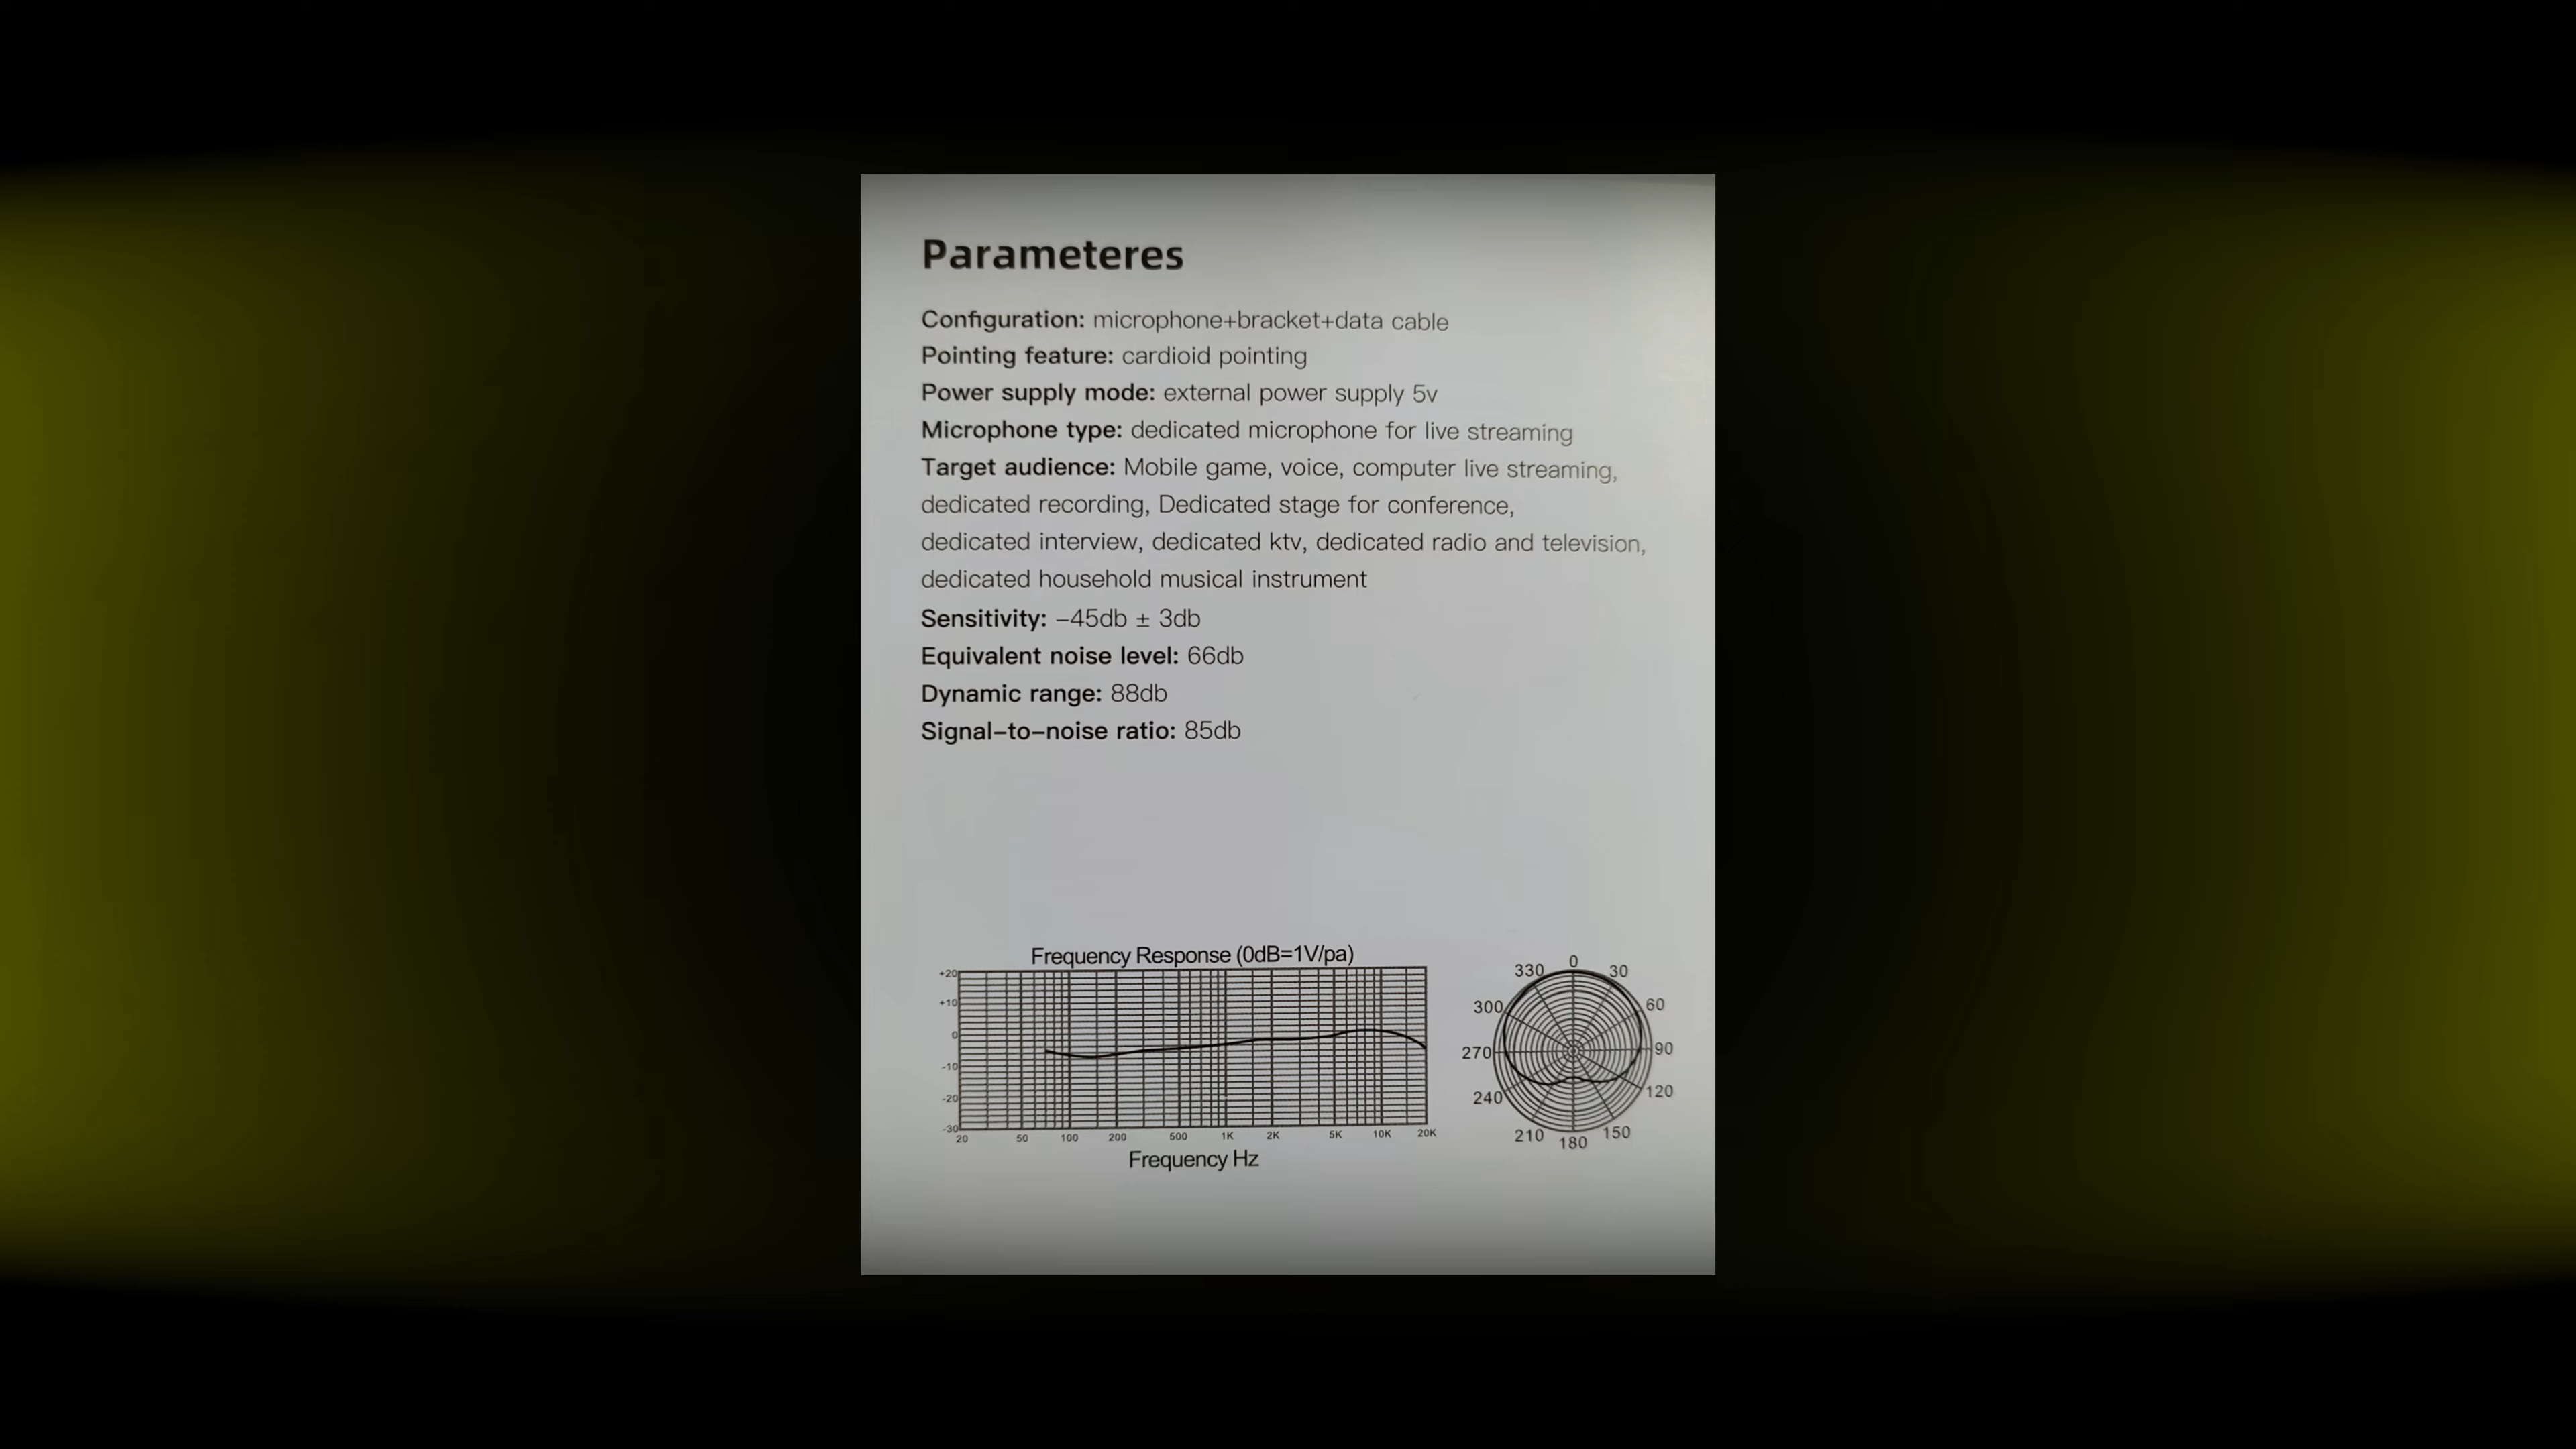 Parameteres
Configuration: microphone+bracket+data cable
Pointing feature: cardioid pointing
Power supply mode: external power supply 5v
Microphone type: dedicated microphone for live streaming
Target audience: Mobile game, voice, computer live streaming,
dedicated recording, Dedicated stage for conference,
dedicated interview, dedicated ktv, dedicated radio and television,
dedicated household musical instrument
Sensitivity: -45db ± 3db
Equivalent noise level: 66db
Dynamic range: 88db
Signal-to-noise ratio: 85db
Frequency Response (0dB=1V/pa)
+20
+10
0
-10
-20
-30
20 50 100 200 500 1K 2K 5K 10K 20K
Frequency Hz
0
330 30
300 60
270 90
240 120
210 150
180